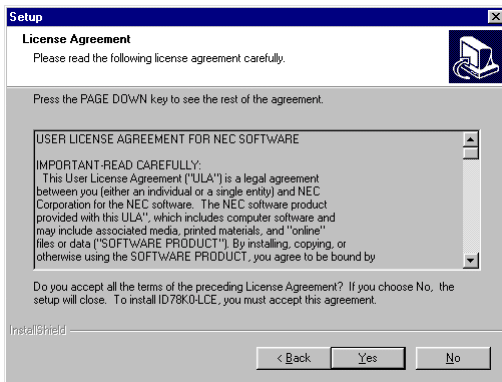 Setup
License Agreement
Please read the following license agreement carefully.
Press the PAGE DOWN key to see the rest of the agreement.
USER LICENSE AGREEMENT FOR NEC SOFTWARE
IMPORTANT-READ CAREFULLY:
This User License Agreement ("ULA") is a legal agreement
between you (either an individual or a single entity) and NEC
Corporation for the NEC software. The NEC software product
provided with this ULA", which includes computer software and
may include associated media, printed materials, and "online"
files or data ("SOFTWARE PRODUCT"). By installing, copying, or
otherwise using the SOFTWARE PRODUCT, you agree to be bound by
Do you accept all the terms of the preceding License Agreement? If you choose No, the
setup will close. To install ID78K0-LCE, you must accept this agreement.
InstallShield
< Back Yes No